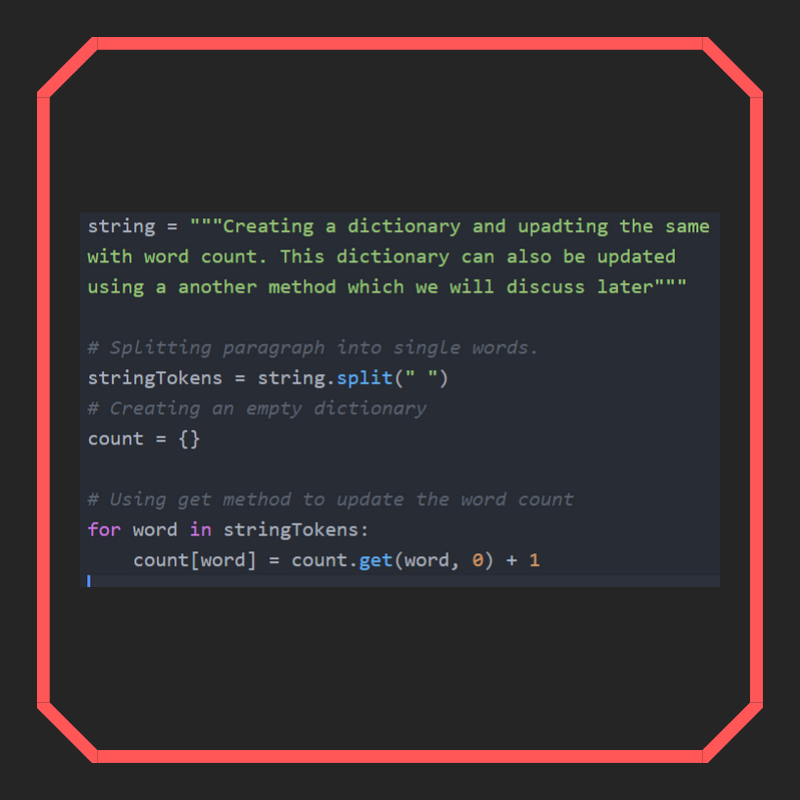 string = """Creating a dictionary and upadting the same
with word count. This dictionary can also be updated
using a another method which we will discuss later"""
# Splitting paragraph into single words.
stringTokens = string.split(" ")
# Creating an empty dictionary
count = {}
# Using get method to update the word count
for word in stringTokens:
    count[word] = count.get(word, 0) + 1